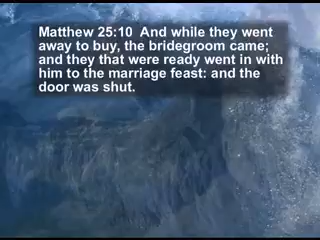 Matthew 25:10  And while they went
away to buy, the bridegroom came;
and they that were ready went in with
him to the marriage feast: and the
door was shut.